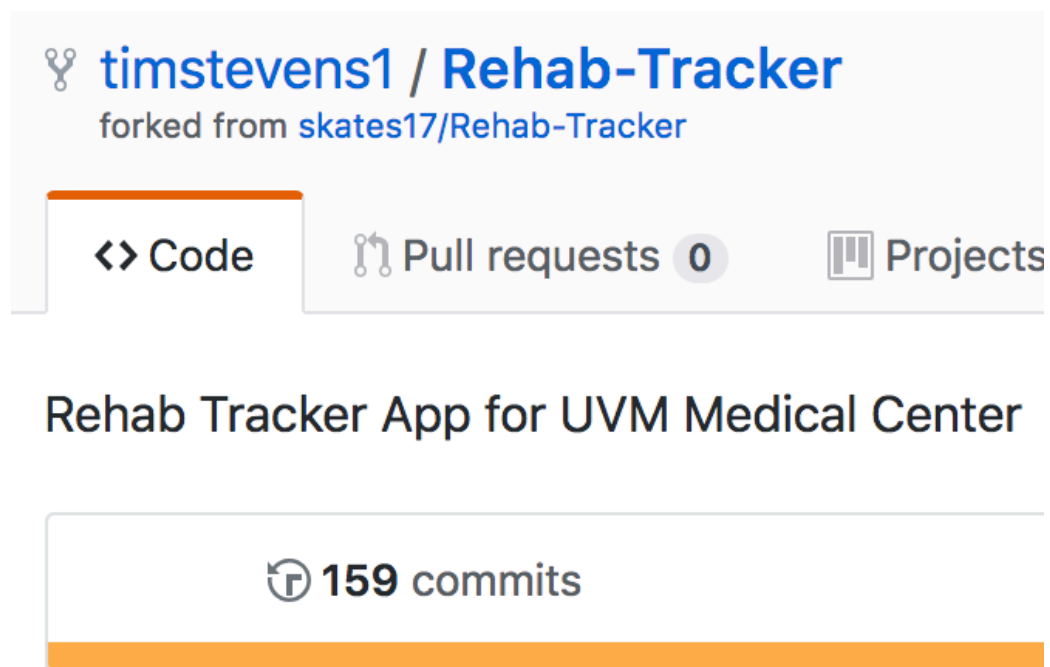 timstevens1 / Rehab-Tracker
forked from skates17/Rehab-Tracker
Code Pull requests 0 Projects
Rehab Tracker App for UVM Medical Center
159 commits